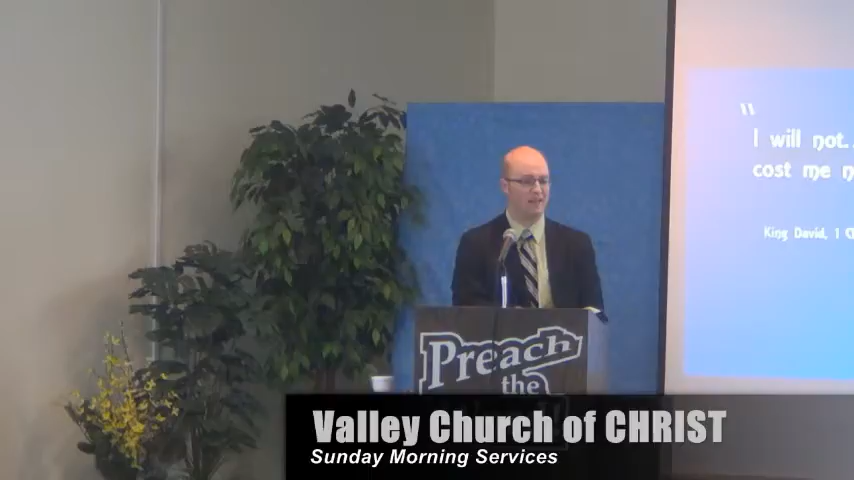 "
I will not..
cost me
King David, 1
Preach
the
Valley Church of CHRIST
Sunday Morning Services